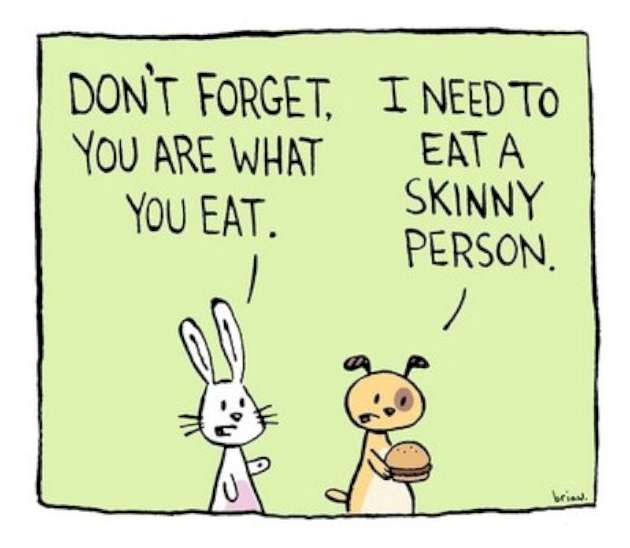 DON'T FORGET,
YOU ARE WHAT
YOU EAT.
I NEED TO
EAT A
SKINNY
PERSON.
brian.